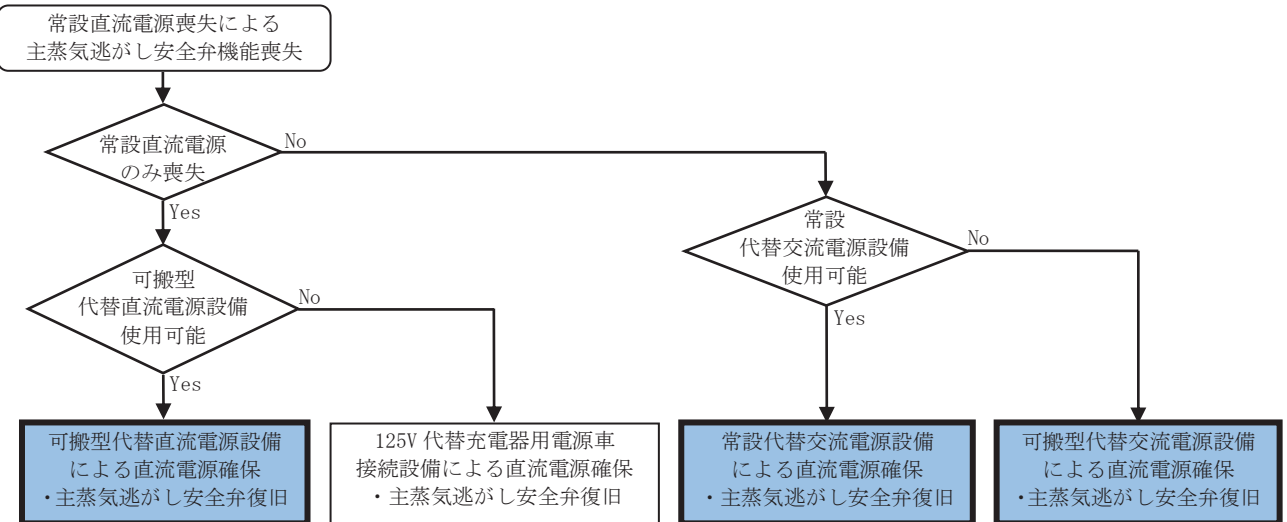 常設直流電源喪失による
主蒸気逃がし安全弁機能喪失
常設直流電源
のみ喪失
No
Yes
常設
代替交流電源設備
使用可能
No
Yes
可搬型
代替直流電源設備
使用可能
No
Yes
可搬型代替直流電源設備
による直流電源確保
・主蒸気逃がし安全弁復旧
125V 代替充電器用電源車
接続設備による直流電源確保
・主蒸気逃がし安全弁復旧
常設代替交流電源設備
による直流電源確保
・主蒸気逃がし安全弁復旧
可搬型代替交流電源設備
による直流電源確保
・主蒸気逃がし安全弁復旧